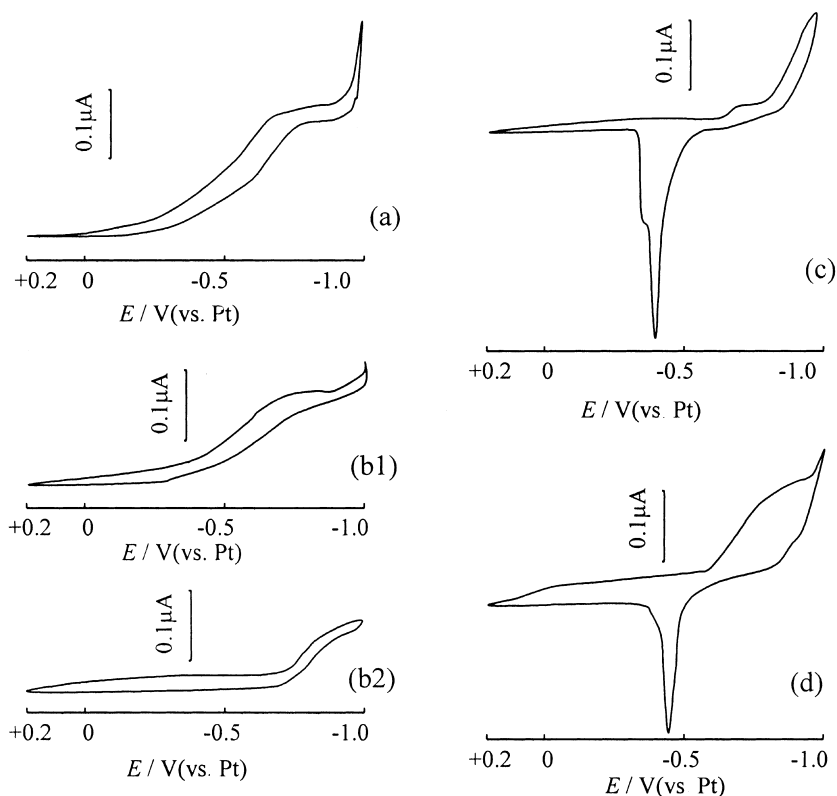 0.1μA
(a)
+0.2 0 -0.5 -1.0
E / V(vs. Pt)
0.1μA
(b1)
+0.2 0 -0.5 -1.0
E / V(vs. Pt)
0.1μA
(b2)
+0.2 0 -0.5 -1.0
E / V(vs. Pt)
0.1μA
(c)
+0.2 0 -0.5 -1.0
E / V(vs. Pt)
0.1μA
(d)
+0.2 0 -0.5 -1.0
E / V(vs Pt)